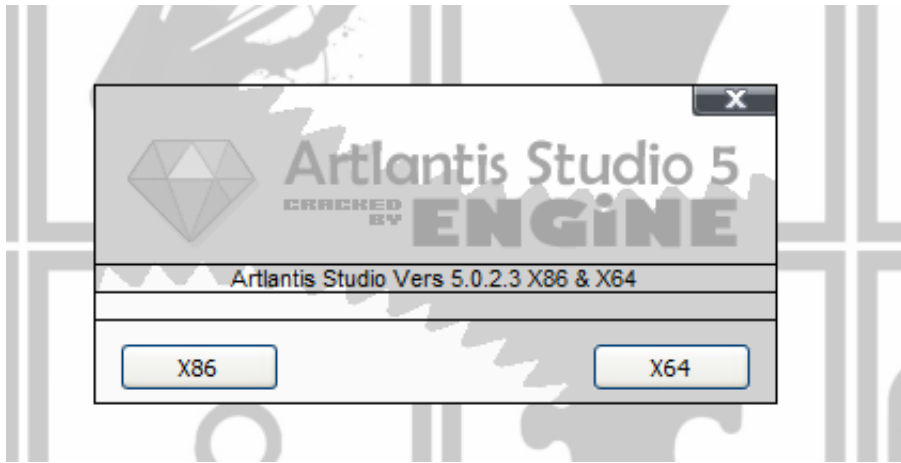 X
Artlantis Studio 5
CRACKED
BY ENGiNE
Artlantis Studio Vers 5.0.2.3 X86 & X64
X86 X64